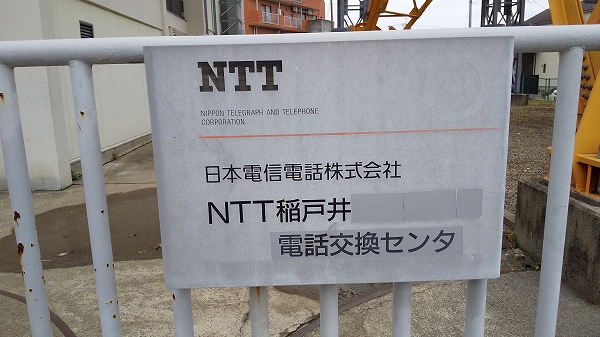 NTT
NIPPON TELEGRAPH AND TELEPHONE
CORPORATION
日本電信電話株式会社
NTT稲戸井
電話交換センタ